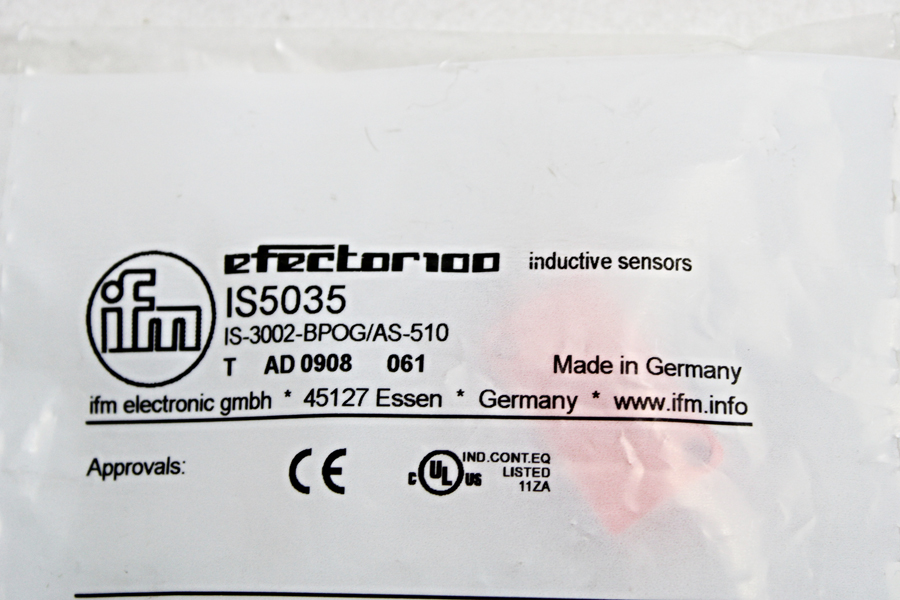 ifm
efector100 inductive sensors
IS5035
IS-3002-BPOG/AS-510
T AD 0908 061 Made in Germany
ifm electronic gmbh * 45127 Essen * Germany * www.ifm.info
Approvals: CE c UL us IND.CONT.EQ
LISTED
11ZA